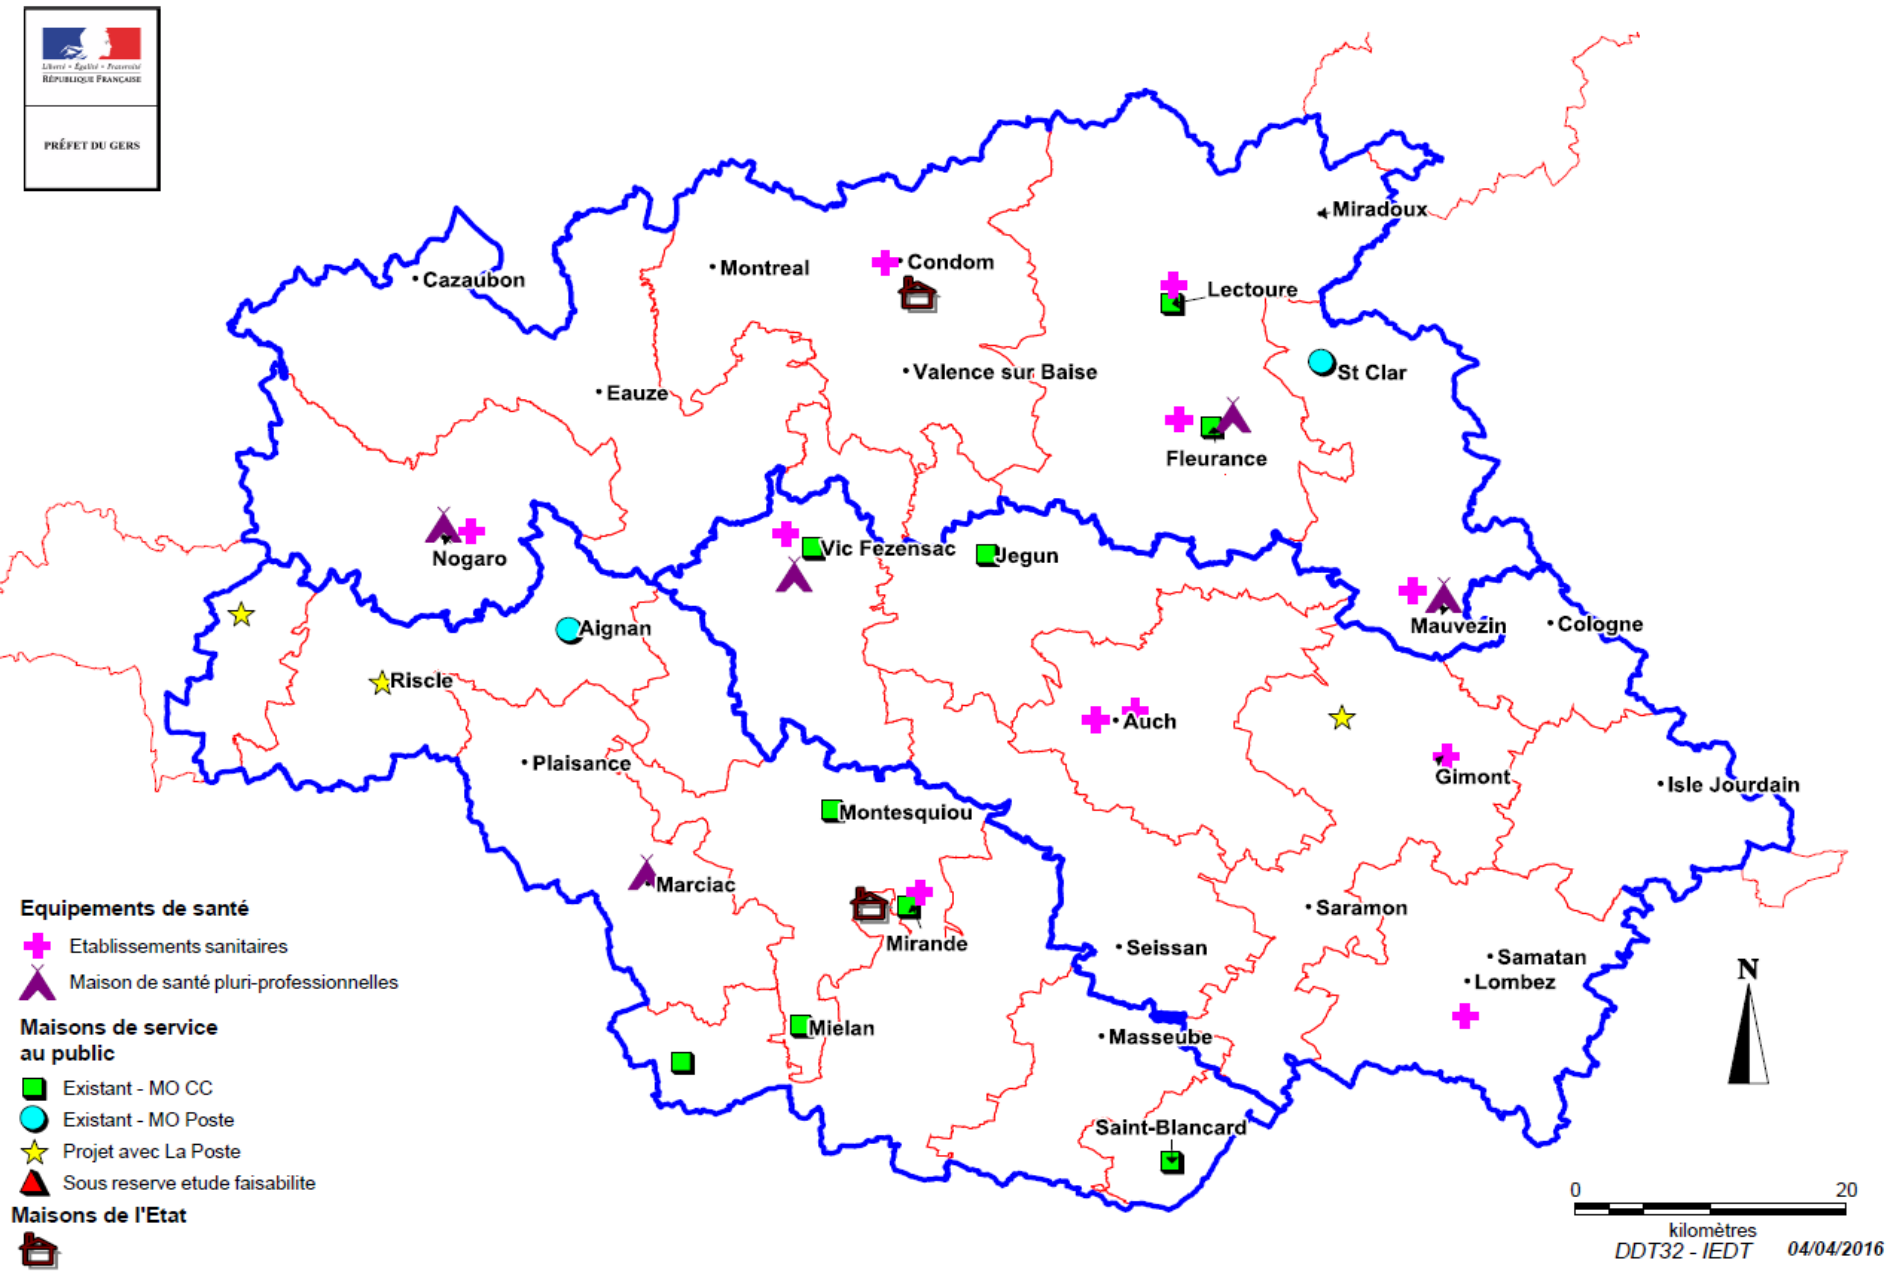 Liberté • Égalité • Fraternité
RÉPUBLIQUE FRANÇAISE
PRÉFET DU GERS
Miradoux
Montreal
Condom
Cazaubon
Lectoure
Valence sur Baise
St Clar
Eauze
Fleurance
Nogaro
Vic Fezensac
Jegun
Aignan
Mauvezin
Cologne
Riscle
Auch
Plaisance
Gimont
Isle Jourdain
Montesquiou
Marciac
Saramon
Mirande
Seissan
Samatan
Lombez
Mielan
Masseube
Saint-Blancard
Equipements de santé
Etablissements sanitaires
Maison de santé pluri-professionnelles
Maisons de service
au public
Existant - MO CC
Existant - MO Poste
Projet avec La Poste
Sous reserve etude faisabilite
Maisons de l'Etat
N
0 20
kilomètres
DDT32 - IEDT 04/04/2016